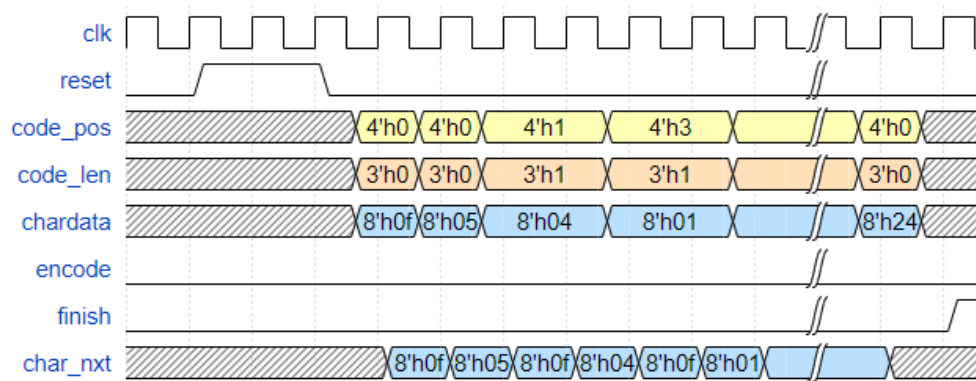 clk
reset
code_pos 4'h0 4'h0 4'h1 4'h3 4'h0
code_len 3'h0 3'h0 3'h1 3'h1 3'h0
chardata 8'h0f 8'h05 8'h04 8'h01 8'h24
encode
finish
char_nxt 8'h0f 8'h05 8'h0f 8'h04 8'h0f 8'h01